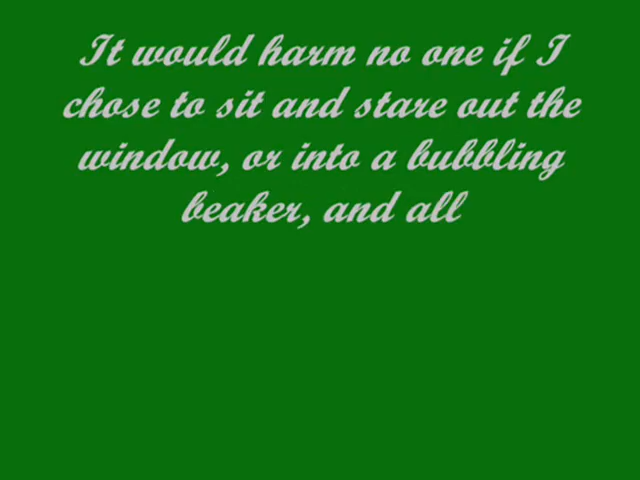 It would harm no one if I
chose to sit and stare out the
window, or into a bubbling
beaker, and all